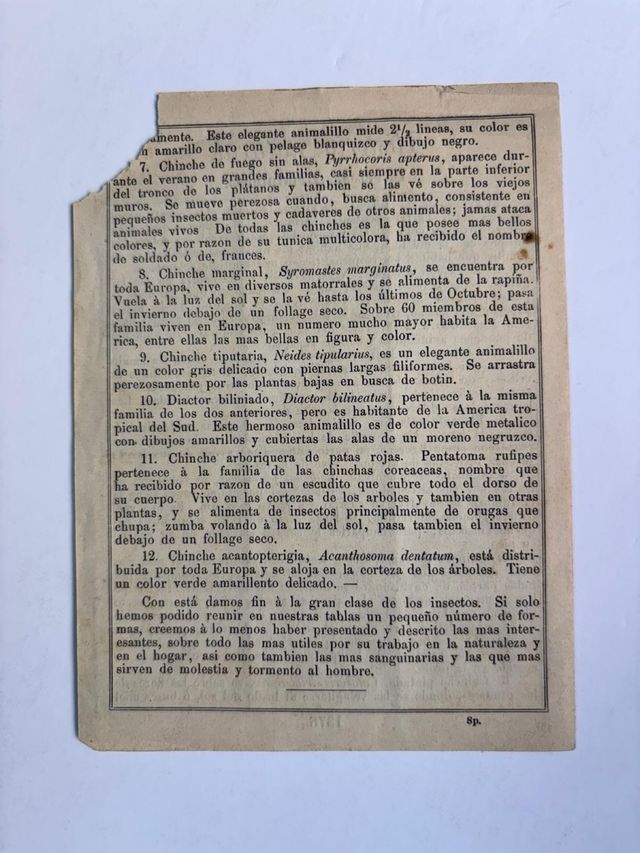 amente. Este elegante animalillo mide 2¹/₂ lineas, su color es
n amarillo claro con pelage blanquizco y dibujo negro.
7. Chinche de fuego sin alas, Pyrrhocoris apterus, aparece dur-
ante el verano en grandes familias, casi siempre en la parte inferior
del tronco de los plátanos y tambien se las vé sobre los viejos
muros. Se mueve perezosa cuando, busca alimento, consistente en
pequeños insectos muertos y cadaveres de otros animales; jamas ataca
animales vivos De todas las chinches es la que posee mas bellos
colores, y por razon de su tunica multicolora, ha recibido el nombre
de soldado ó de, frances.
8. Chinche marginal, Syromastes marginatus, se encuentra por
toda Europa, vive en diversos matorrales y se alimenta de la rapiña.
Vuela à la luz del sol y se la vé hasta los últimos de Octubre; pasa
el invierno debajo de un follage seco. Sobre 60 miembros de esta
familia viven en Europa, un numero mucho mayor habita la Ame-
rica, entre ellas las mas bellas en figura y color.
9. Chinche tiputaria, Neides tipularius, es un elegante animalillo
de un color gris delicado con piernas largas filiformes. Se arrastra
perezosamente por las plantas bajas en busca de botin.
10. Diactor biliniado, Diactor bilineatus, pertenece à la misma
familia de los dos anteriores, pero es habitante de la America tro-
pical del Sud. Este hermoso animalillo es de color verde metalico
con dibujos amarillos y cubiertas las alas de un moreno negruzco.
11. Chinche arboriquera de patas rojas. Pentatoma rufipes
pertenece à la familia de las chinchas coreaceas, nombre que
ha recibido por razon de un escudito que cubre todo el dorso de
su cuerpo. Vive en las cortezas de los arboles y tambien en otras
plantas, y se alimenta de insectos principalmente de orugas que
chupa; zumba volando à la luz del sol, pasa tambien el invierno
debajo de un follage seco.
12. Chinche acantopterigia, Acanthosoma dentatum, está distri-
buida por toda Europa y se aloja en la corteza de los árboles. Tiene
un color verde amarillento delicado. —
Con está damos fin à la gran clase de los insectos. Si solo
hemos podido reunir en nuestras tablas un pequeño número de for-
mas, creemos à lo menos haber presentado y descrito las mas inter-
esantes, sobre todo las mas utiles por su trabajo en la naturaleza y
en el hogar, asi como tambien las mas sanguinarias y las que mas
sirven de molestia y tormento al hombre.
Sp.